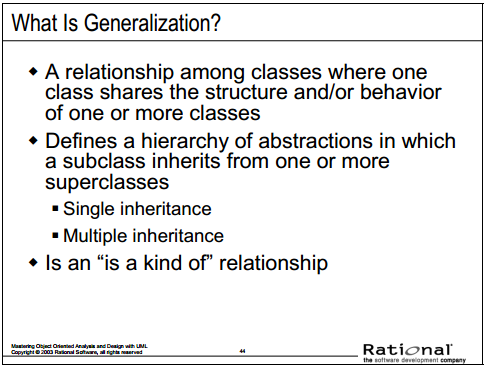 What Is Generalization?
◆ A relationship among classes where one
class shares the structure and/or behavior
of one or more classes
◆ Defines a hierarchy of abstractions in which
a subclass inherits from one or more
superclasses
▪ Single inheritance
▪ Multiple inheritance
◆ Is an “is a kind of” relationship
Mastering Object Oriented Analysis and Design with UML
Copyright © 2003 Rational Software, all rights reserved
44
Rational
the software development company